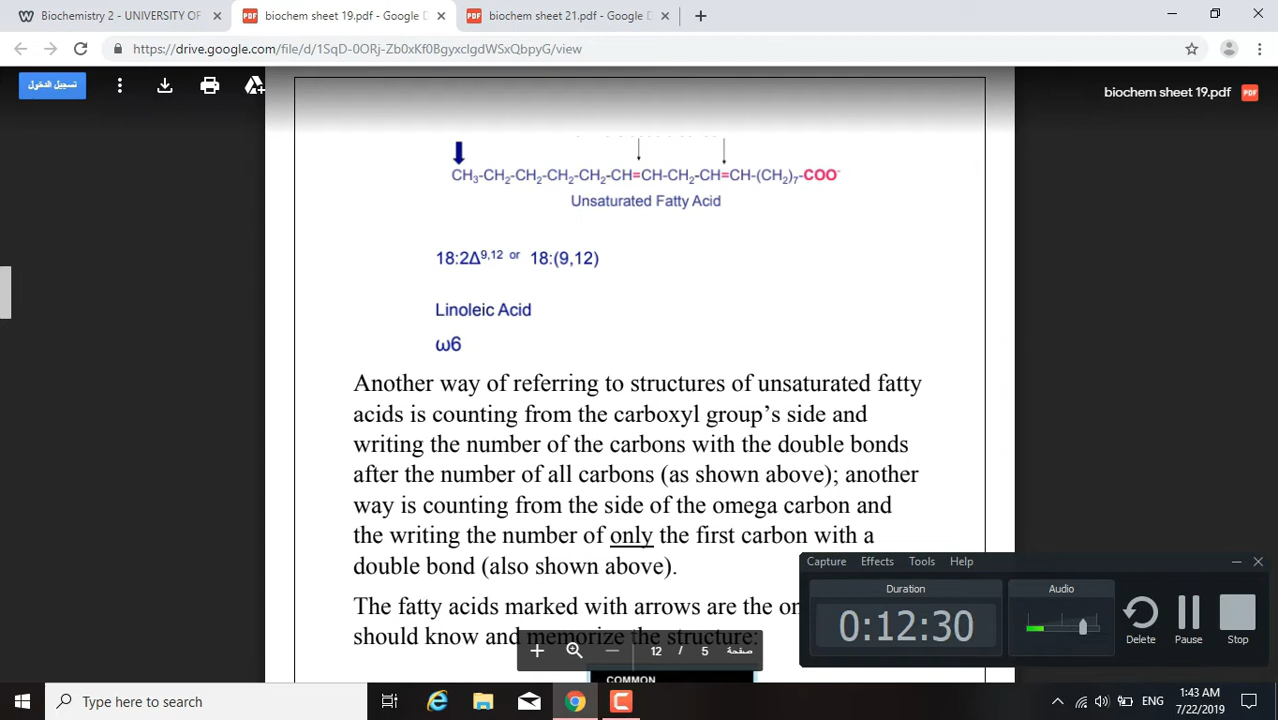 Biochemistry 2 - UNIVERSITY OF
biochem sheet 19.pdf - Google D
biochem sheet 21.pdf - Google D
https://drive.google.com/file/d/1SqD-0ORj-Zb0xKf0BgyxclgdWSxQbpyG/view
تسجيل الدخول
biochem sheet 19.pdf
CH3-CH2-CH2-CH2-CH2-CH=CH-CH2-CH=CH-(CH2)7-COO-
Unsaturated Fatty Acid
18:2Δ9,12 or 18:(9,12)
Linoleic Acid
ω6
Another way of referring to structures of unsaturated fatty
acids is counting from the carboxyl group's side and
writing the number of the carbons with the double bonds
after the number of all carbons (as shown above); another
way is counting from the side of the omega carbon and
the writing the number of only the first carbon with a
double bond (also shown above).
The fatty acids marked with arrows are the
should know and memorize the structure:
COMMON
12 / 5 صفحة
Capture Effects Tools Help
Duration
Audio
0:12:30
Delete
Pause
Stop
Type here to search
ENG
1:43 AM
7/22/2019